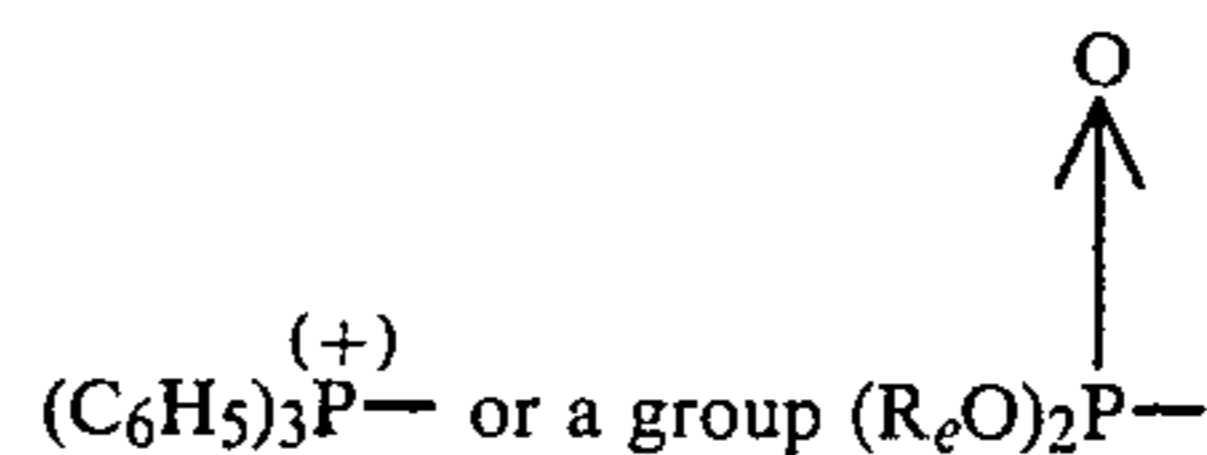 O
(+)
(C6H5)3P— or a group (ReO)2P—